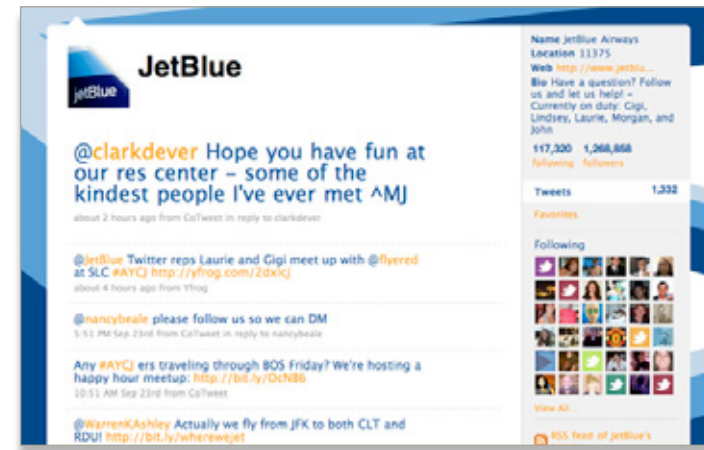 jetBlue
JetBlue
@clarkdever Hope you have fun at
our res center – some of the
kindest people I've ever met ^MJ
about 2 hours ago from CoTweet in reply to clarkdever
@JetBlue Twitter reps Laurie and Gigi meet up with @flyered
at SLC #AYCJ http://yfrog.com/2dxicj
about 4 hours ago from Yfrog
@nancybeale please follow us so we can DM
5:51 PM Sep 23rd from CoTweet in reply to nancybeale
Any #AYCJ ers traveling through BOS Friday? We're hosting a
happy hour meetup: http://bit.ly/OcN86
10:51 AM Sep 23rd from CoTweet
@WarrenKAshley Actually we fly from JFK to both CLT and
RDU! http://bit.ly/wherewejet
Name JetBlue Airways
Location 11375
Web http://www.jetblu...
Bio Have a question? Follow
us and let us help! –
Currently on duty: Gigi,
Lindsey, Laurie, Morgan, and
John
117,320 1,268,868
following followers
Tweets 1,332
Favorites
Following
View All...
RSS feed of JetBlue's